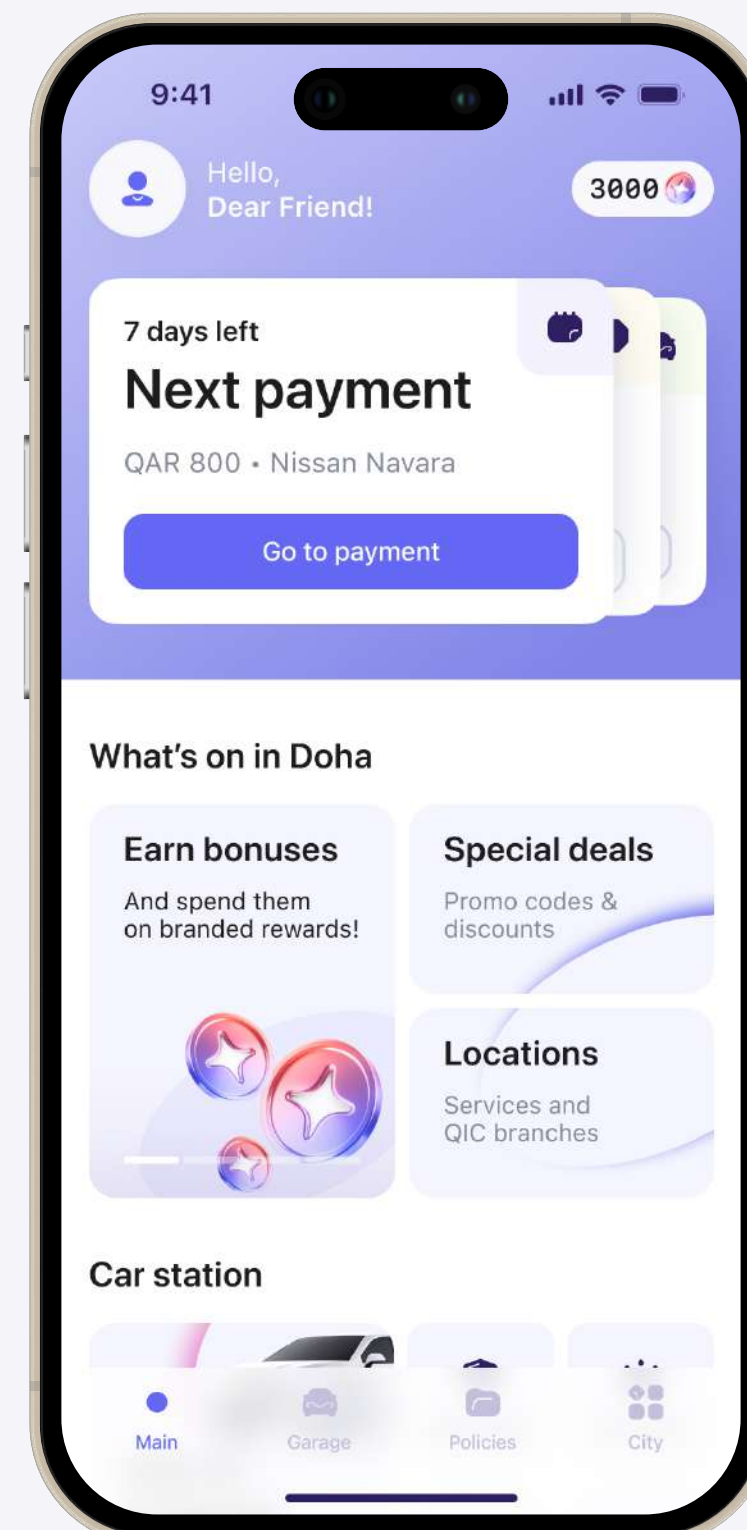 9:41
Hello,
Dear Friend!
3000
7 days left
Next payment
QAR 800 • Nissan Navara
Go to payment
What's on in Doha
Earn bonuses
And spend them
on branded rewards!
Special deals
Promo codes &
discounts
Locations
Services and
QIC branches
Car station
Main
Garage
Policies
City